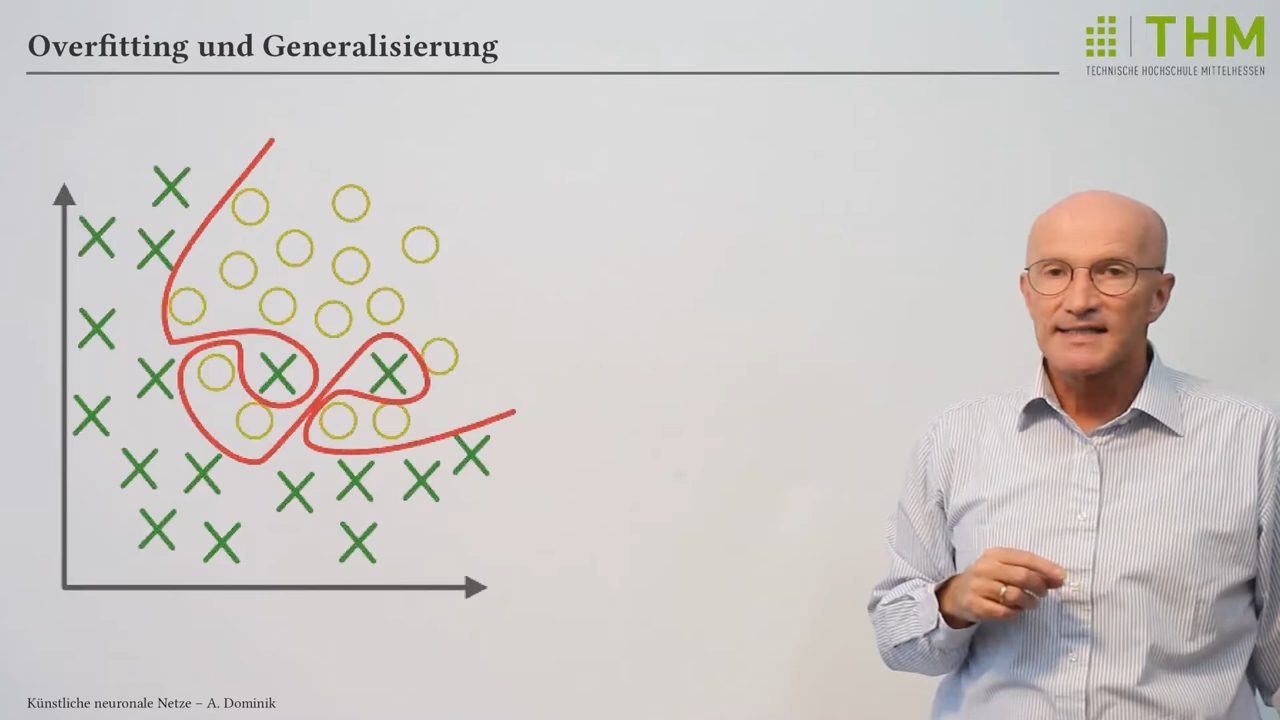 Overfitting und Generalisierung
THM
TECHNISCHE HOCHSCHULE MITTELHESSEN
Künstliche neuronale Netze – A. Dominik